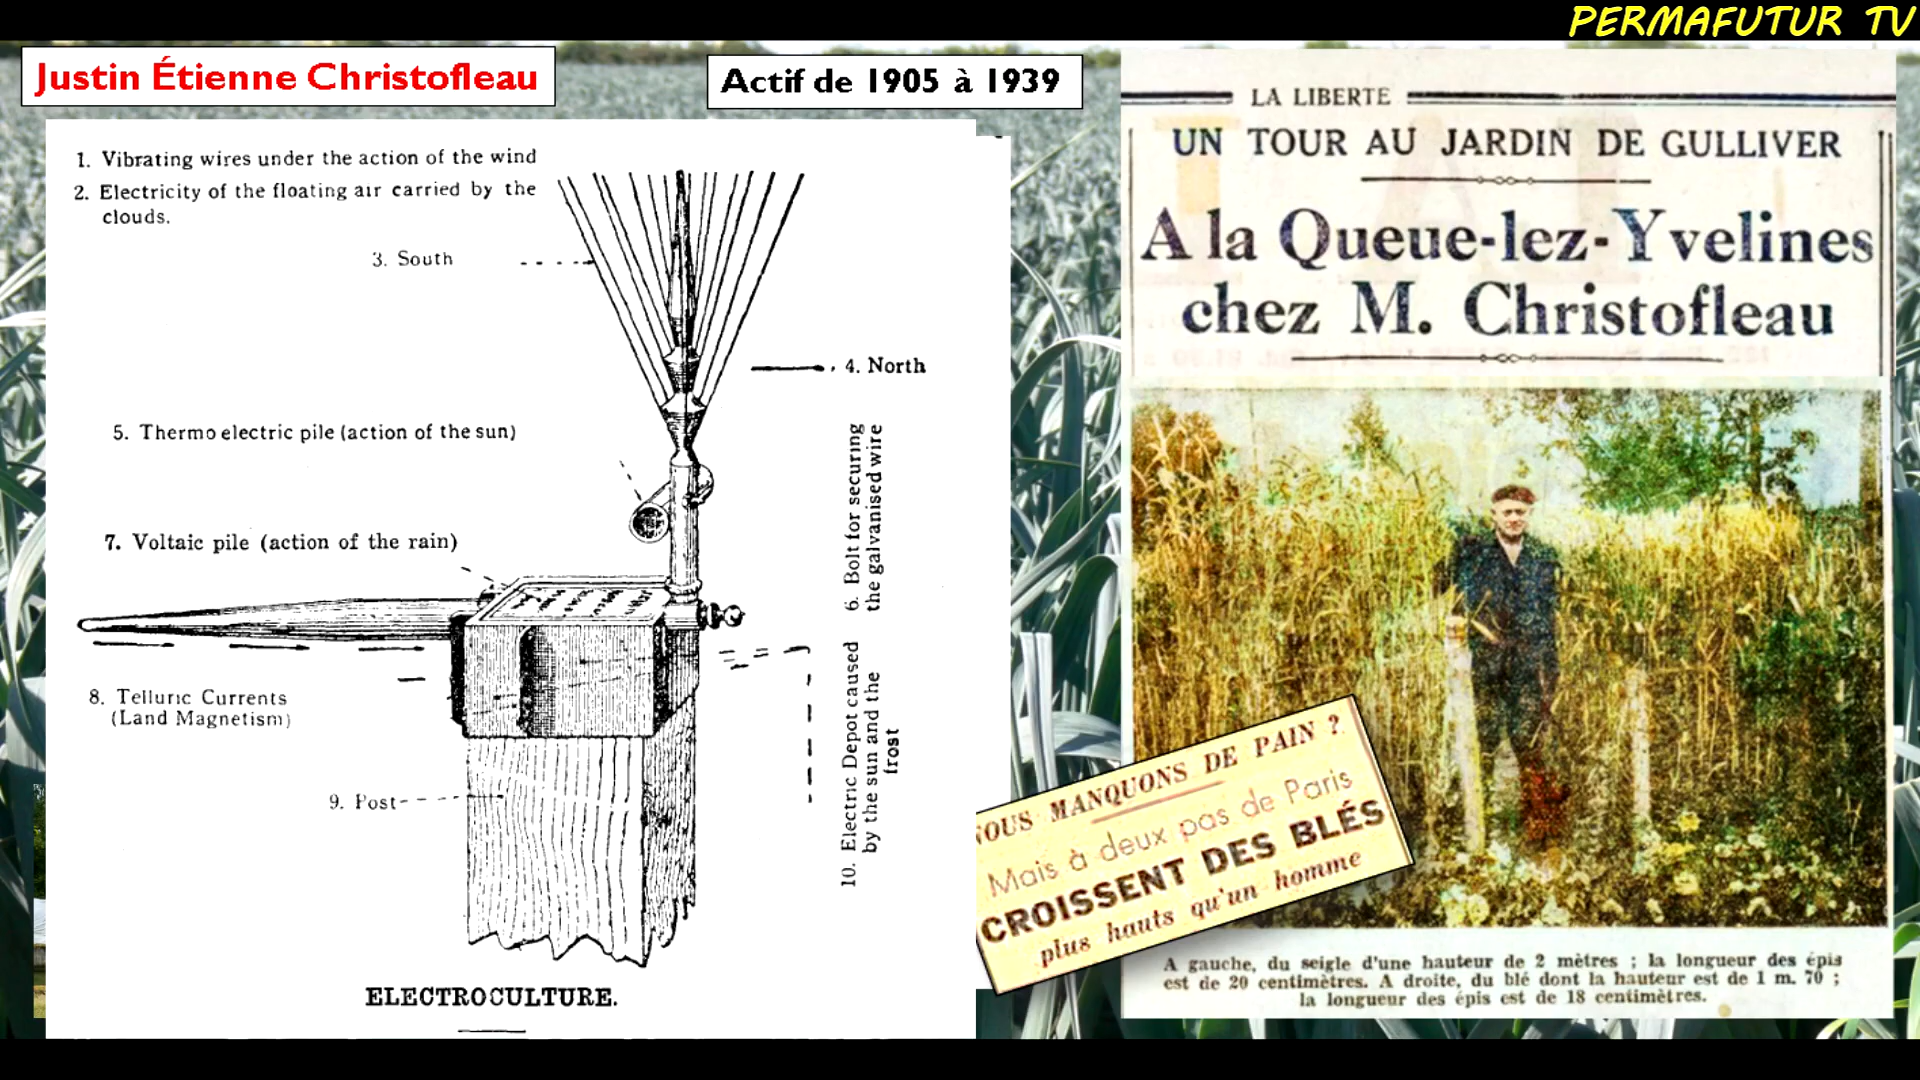 PERMAFUTUR TV
Justin Étienne Christofleau
Actif de 1905 à 1939
1. Vibrating wires under the action of the wind
2. Electricity of the floating air carried by the
clouds.
3. South
4. North
5. Thermo electric pile (action of the sun)
6. Bolt for securing
the galvanised wire
7. Voltaic pile (action of the rain)
8. Telluric Currents
(Land Magnetism)
9. Post
10. Electric Depot caused
by the sun and the
frost
ELECTROCULTURE.
LA LIBERTE
UN TOUR AU JARDIN DE GULLIVER
A la Queue-lez-Yvelines
chez M. Christofleau
NOUS MANQUONS DE PAIN ?
Mais à deux pas de Paris
CROISSENT DES BLÉS
plus hauts qu'un homme
A gauche, du seigle d'une hauteur de 2 mètres ; la longueur des épis
est de 20 centimètres. A droite, du blé dont la hauteur est de 1 m. 70 ;
la longueur des épis est de 18 centimètres.